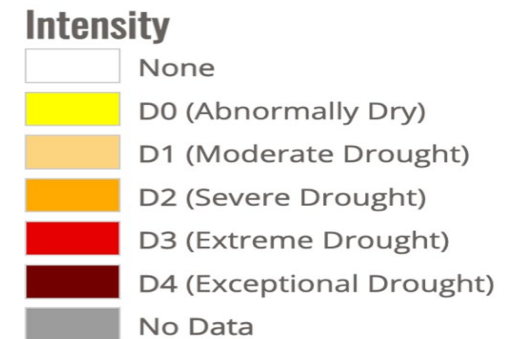 Intensity
None
D0 (Abnormally Dry)
D1 (Moderate Drought)
D2 (Severe Drought)
D3 (Extreme Drought)
D4 (Exceptional Drought)
No Data